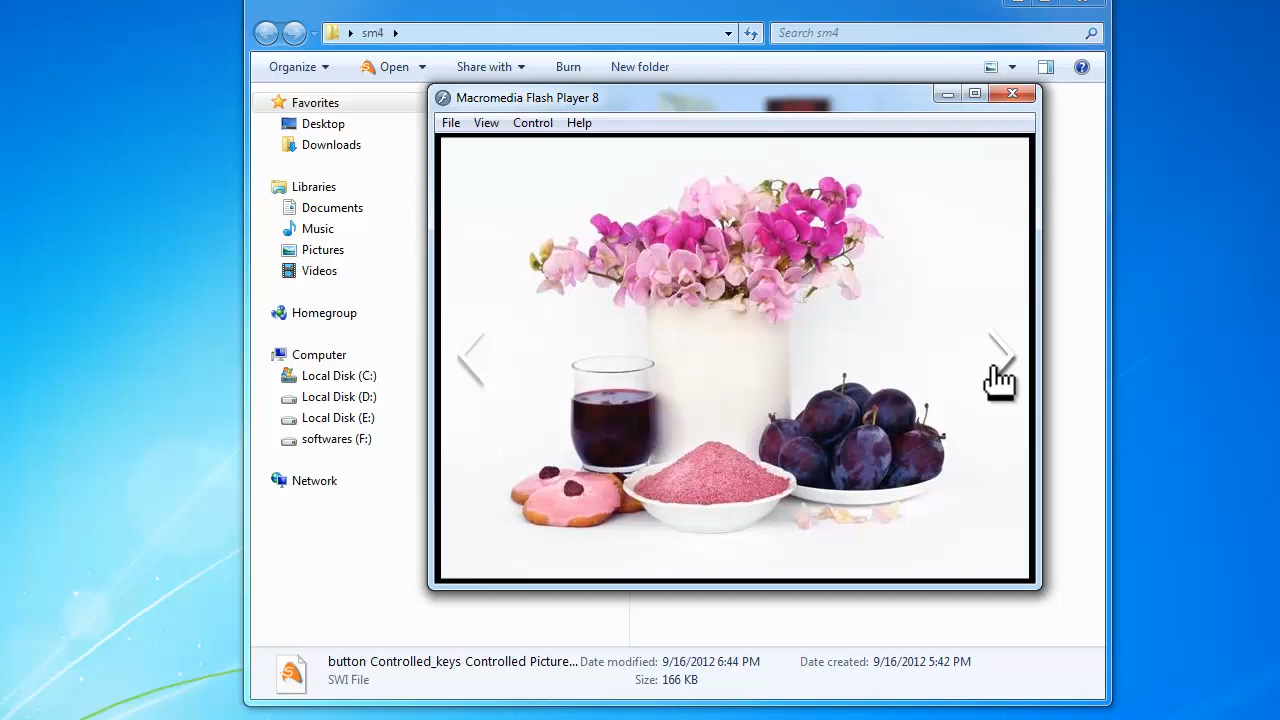 sm4
Search sm4
Organize
Open
Share with
Burn
New folder
Macromedia Flash Player 8
File View Control Help
Favorites
Desktop
Downloads
Libraries
Documents
Music
Pictures
Videos
Homegroup
Computer
Local Disk (C:)
Local Disk (D:)
Local Disk (E:)
softwares (F:)
Network
button Controlled_keys Controlled Picture... Date modified: 9/16/2012 6:44 PM Date created: 9/16/2012 5:42 PM
SWI File Size: 166 KB